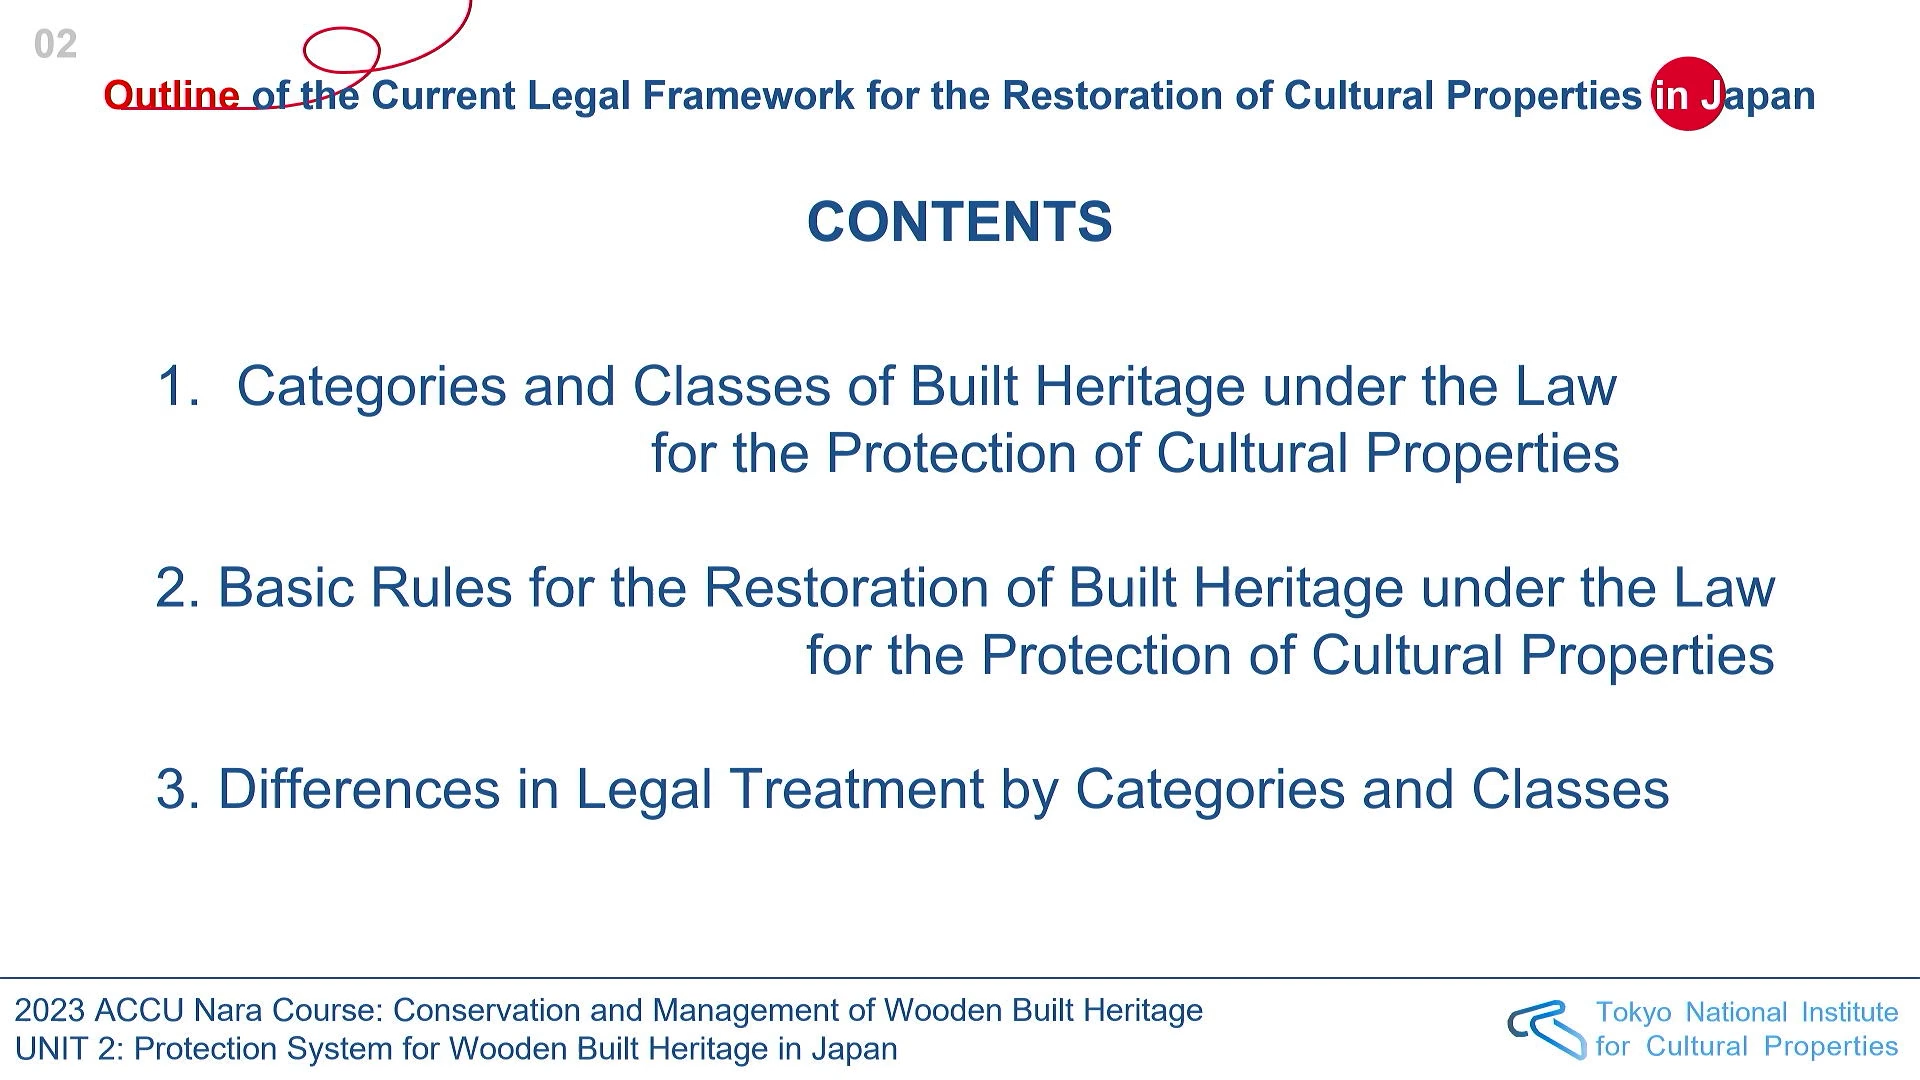 02
Outline of the Current Legal Framework for the Restoration of Cultural Properties in Japan
CONTENTS
1. Categories and Classes of Built Heritage under the Law
for the Protection of Cultural Properties
2. Basic Rules for the Restoration of Built Heritage under the Law
for the Protection of Cultural Properties
3. Differences in Legal Treatment by Categories and Classes
2023 ACCU Nara Course: Conservation and Management of Wooden Built Heritage
UNIT 2: Protection System for Wooden Built Heritage in Japan
Tokyo National Institute
for Cultural Properties